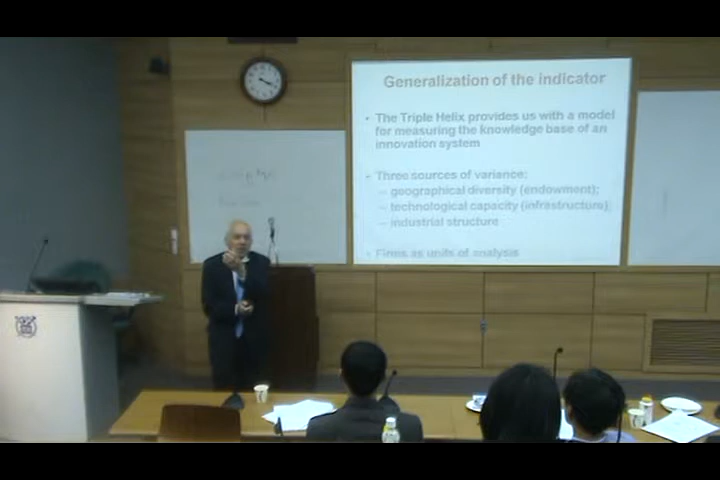 Generalization of the indicator
• The Triple Helix provides us with a model
for measuring the knowledge base of an
innovation system
• Three sources of variance:
– geographical diversity (endowment);
– technological capacity (infrastructure);
– industrial structure
• Firms as units of analysis